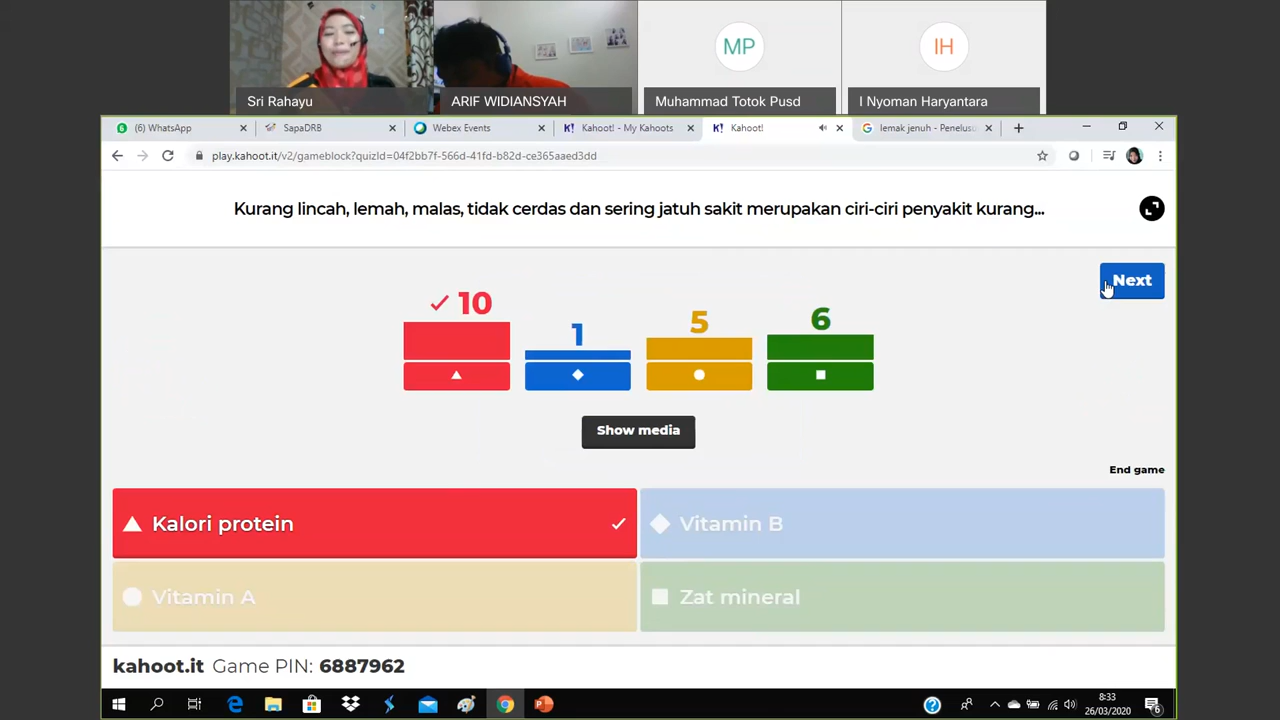 MP
IH
Sri Rahayu
ARIF WIDIANSYAH
Muhammad Totok Pusd
I Nyoman Haryantara
(6) WhatsApp
SapaDRB
Webex Events
K! Kahoot! - My Kahoots
K! Kahoot!
G lemak jenuh - Penelusu
play.kahoot.it/v2/gameblock?quizId=04f2bb7f-566d-41fd-b82d-ce365aaed3dd
Kurang lincah, lemah, malas, tidak cerdas dan sering jatuh sakit merupakan ciri-ciri penyakit kurang...
Next
10
1
5
6
Show media
End game
Kalori protein
Vitamin B
Vitamin A
Zat mineral
kahoot.it Game PIN: 6887962
8:33
26/03/2020